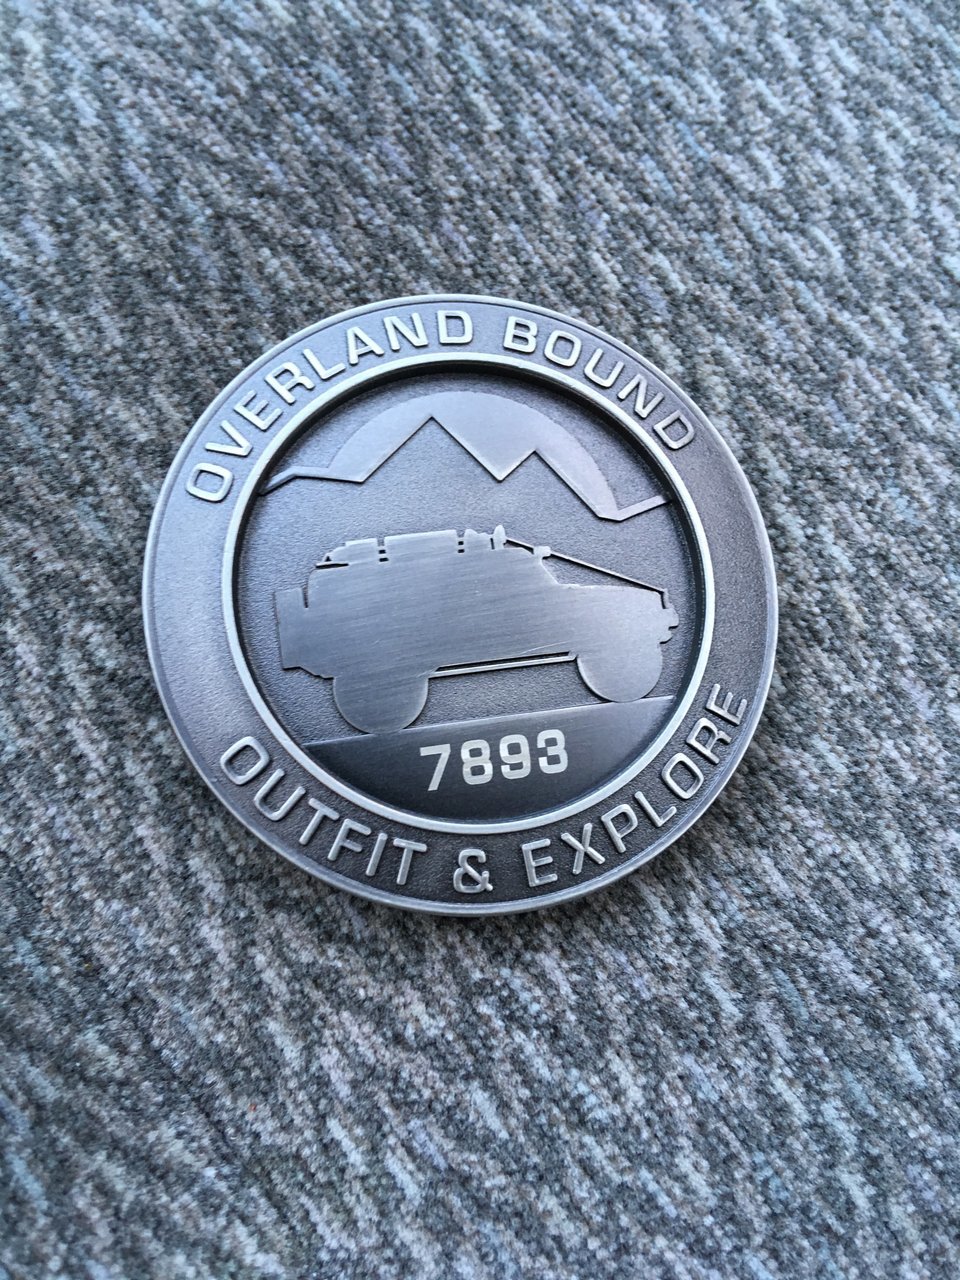 OVERLAND BOUND
7893
OUTFIT & EXPLORE